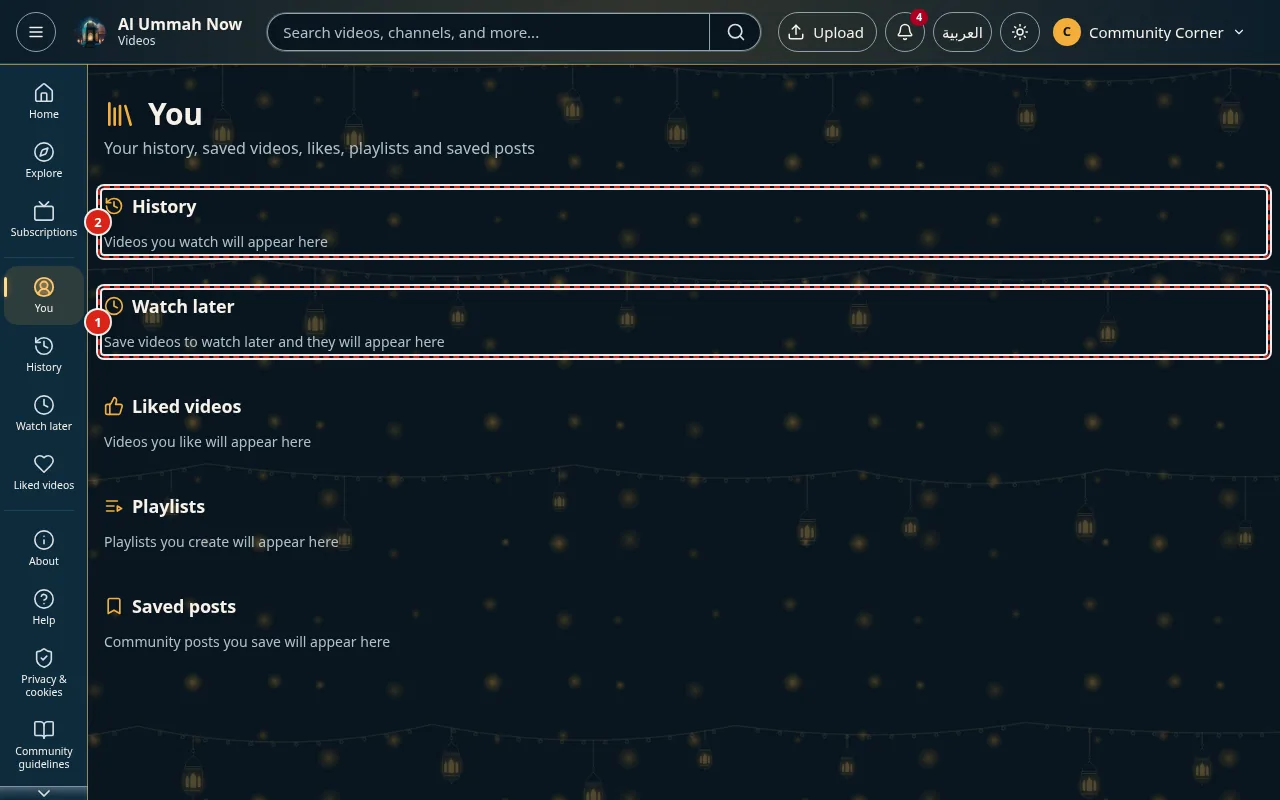 Al Ummah Now
Videos
Search videos, channels, and more...
Upload
4
العربية
C
Community Corner
Home
Explore
Subscriptions
You
History
Watch later
Liked videos
About
Help
Privacy &
cookies
Community
guidelines
You
Your history, saved videos, likes, playlists and saved posts
2
History
Videos you watch will appear here
1
Watch later
Save videos to watch later and they will appear here
Liked videos
Videos you like will appear here
Playlists
Playlists you create will appear here
Saved posts
Community posts you save will appear here